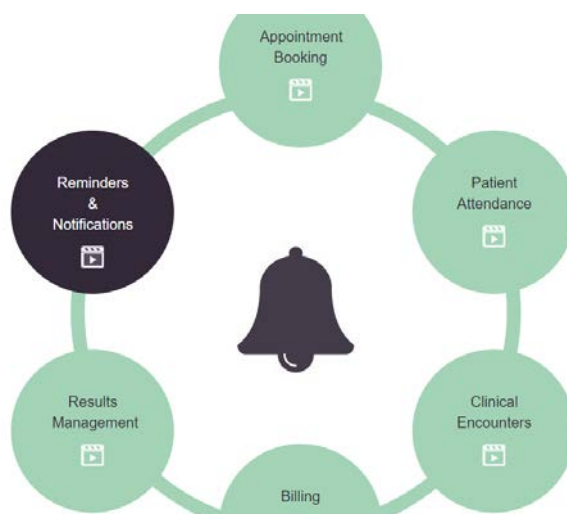 Appointment
Booking
Patient
Attendance
Clinical
Encounters
Billing
Results
Management
Reminders
&
Notifications